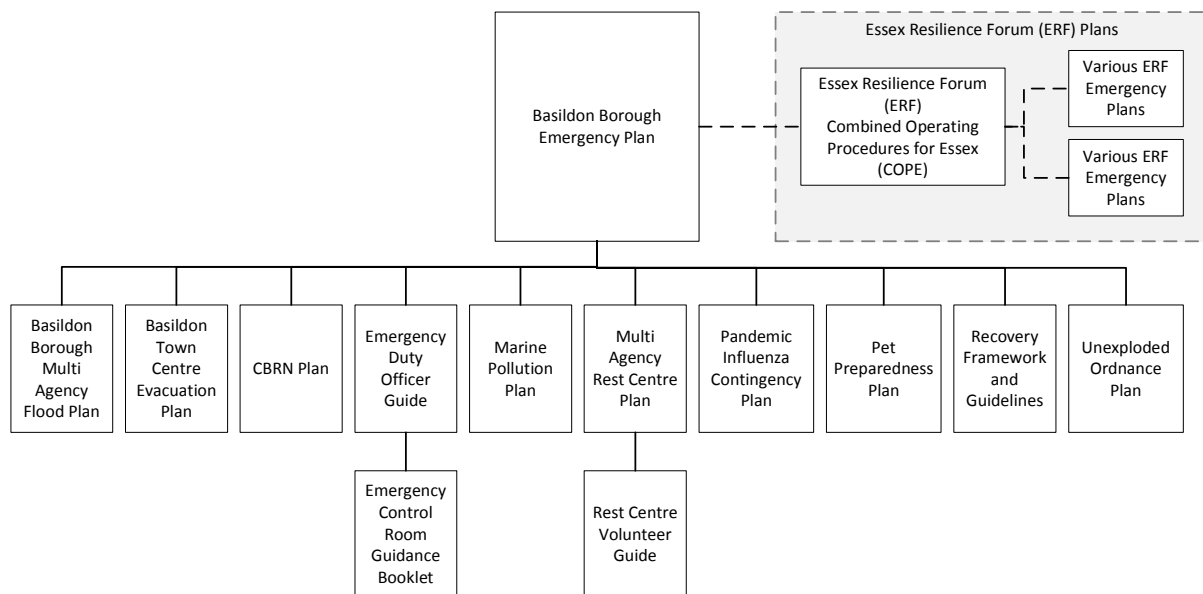 Basildon Borough
Emergency Plan
Essex Resilience Forum (ERF) Plans
Essex Resilience Forum
(ERF)
Combined Operating
Procedures for Essex
(COPE)
Various ERF
Emergency
Plans
Various ERF
Emergency
Plans
Basildon
Borough
Multi
Agency
Flood Plan
Basildon
Town
Centre
Evacuation
Plan
CBRN Plan
Emergency
Duty
Officer
Guide
Marine
Pollution
Plan
Multi
Agency
Rest Centre
Plan
Pandemic
Influenza
Contingency
Plan
Pet
Preparedness
Plan
Recovery
Framework
and
Guidelines
Unexploded
Ordnance
Plan
Emergency
Control
Room
Guidance
Booklet
Rest Centre
Volunteer
Guide